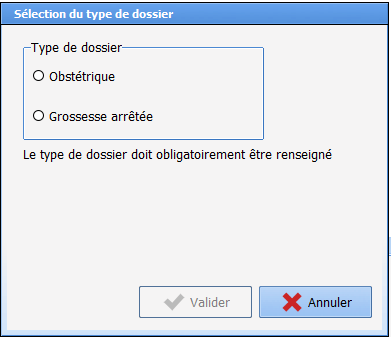 Sélection du type de dossier
Type de dossier
Obstétrique
Grossesse arrêtée
Le type de dossier doit obligatoirement être renseigné
Valider
Annuler